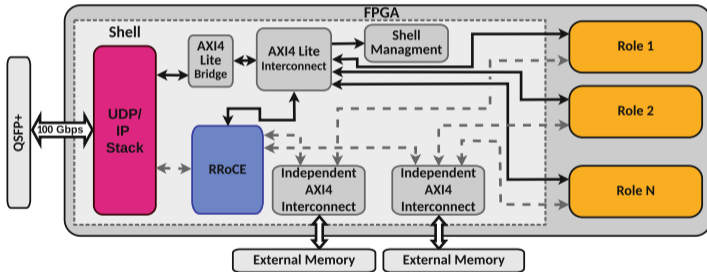 FPGA
Shell
AXI4
Lite
Bridge
AXI4 Lite
Interconnect
Shell
Managment
Role 1
QSFP+
100 Gbps
UDP/
IP
Stack
RRoCE
Role 2
Independent
AXI4
Interconnect
Independent
AXI4
Interconnect
Role N
External Memory
External Memory